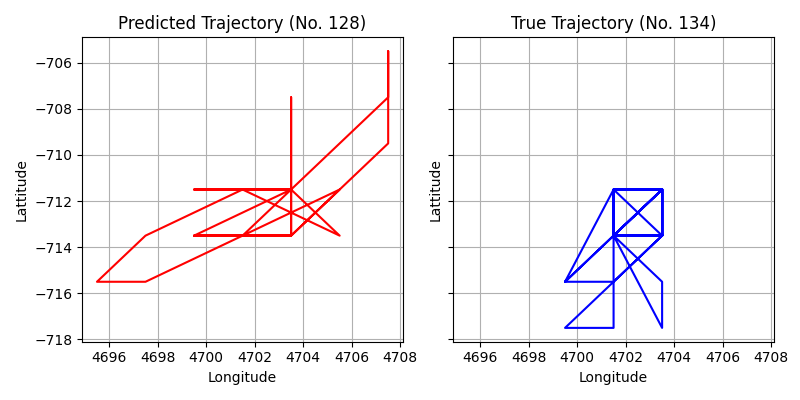 Predicted Trajectory (No. 128)
True Trajectory (No. 134)
−706
−708
−710
−712
−714
−716
−718
Lattitude
Lattitude
4696 4698 4700 4702 4704 4706 4708
4696 4698 4700 4702 4704 4706 4708
Longitude
Longitude